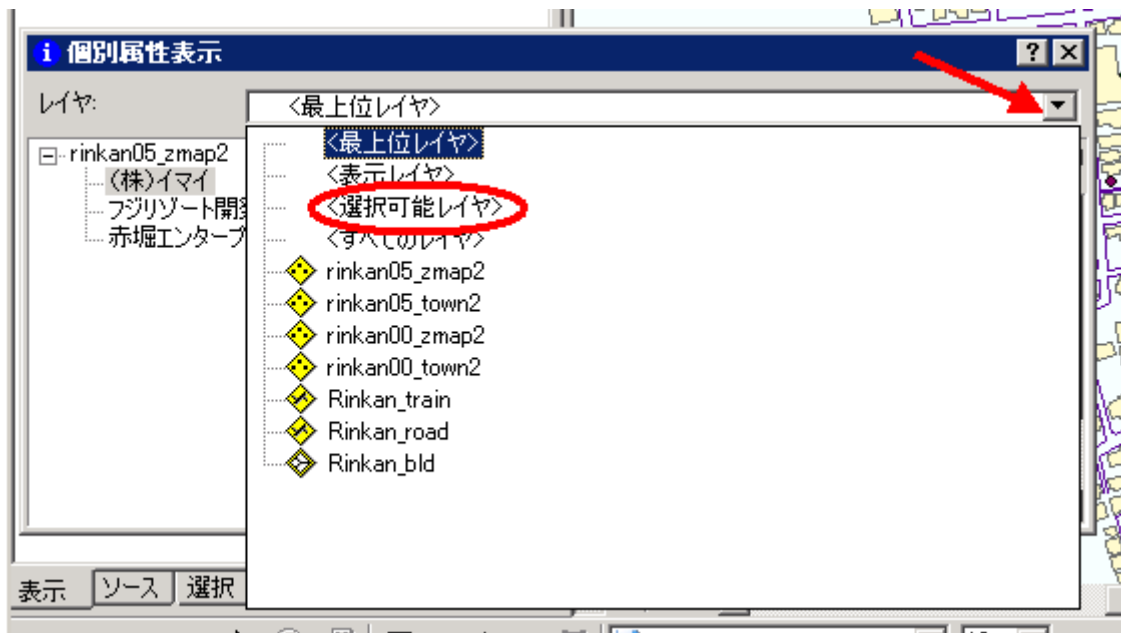 個別属性表示
レイヤ:
<最上位レイヤ>
<最上位レイヤ>
<表示レイヤ>
<選択可能レイヤ>
<すべてのレイヤ>
rinkan05_zmap2
rinkan05_town2
rinkan00_zmap2
rinkan00_town2
Rinkan_train
Rinkan_road
Rinkan_bld
rinkan05_zmap2
(株)イマイ
フジリゾート開発
赤堀エンタープ
表示
ソース
選択